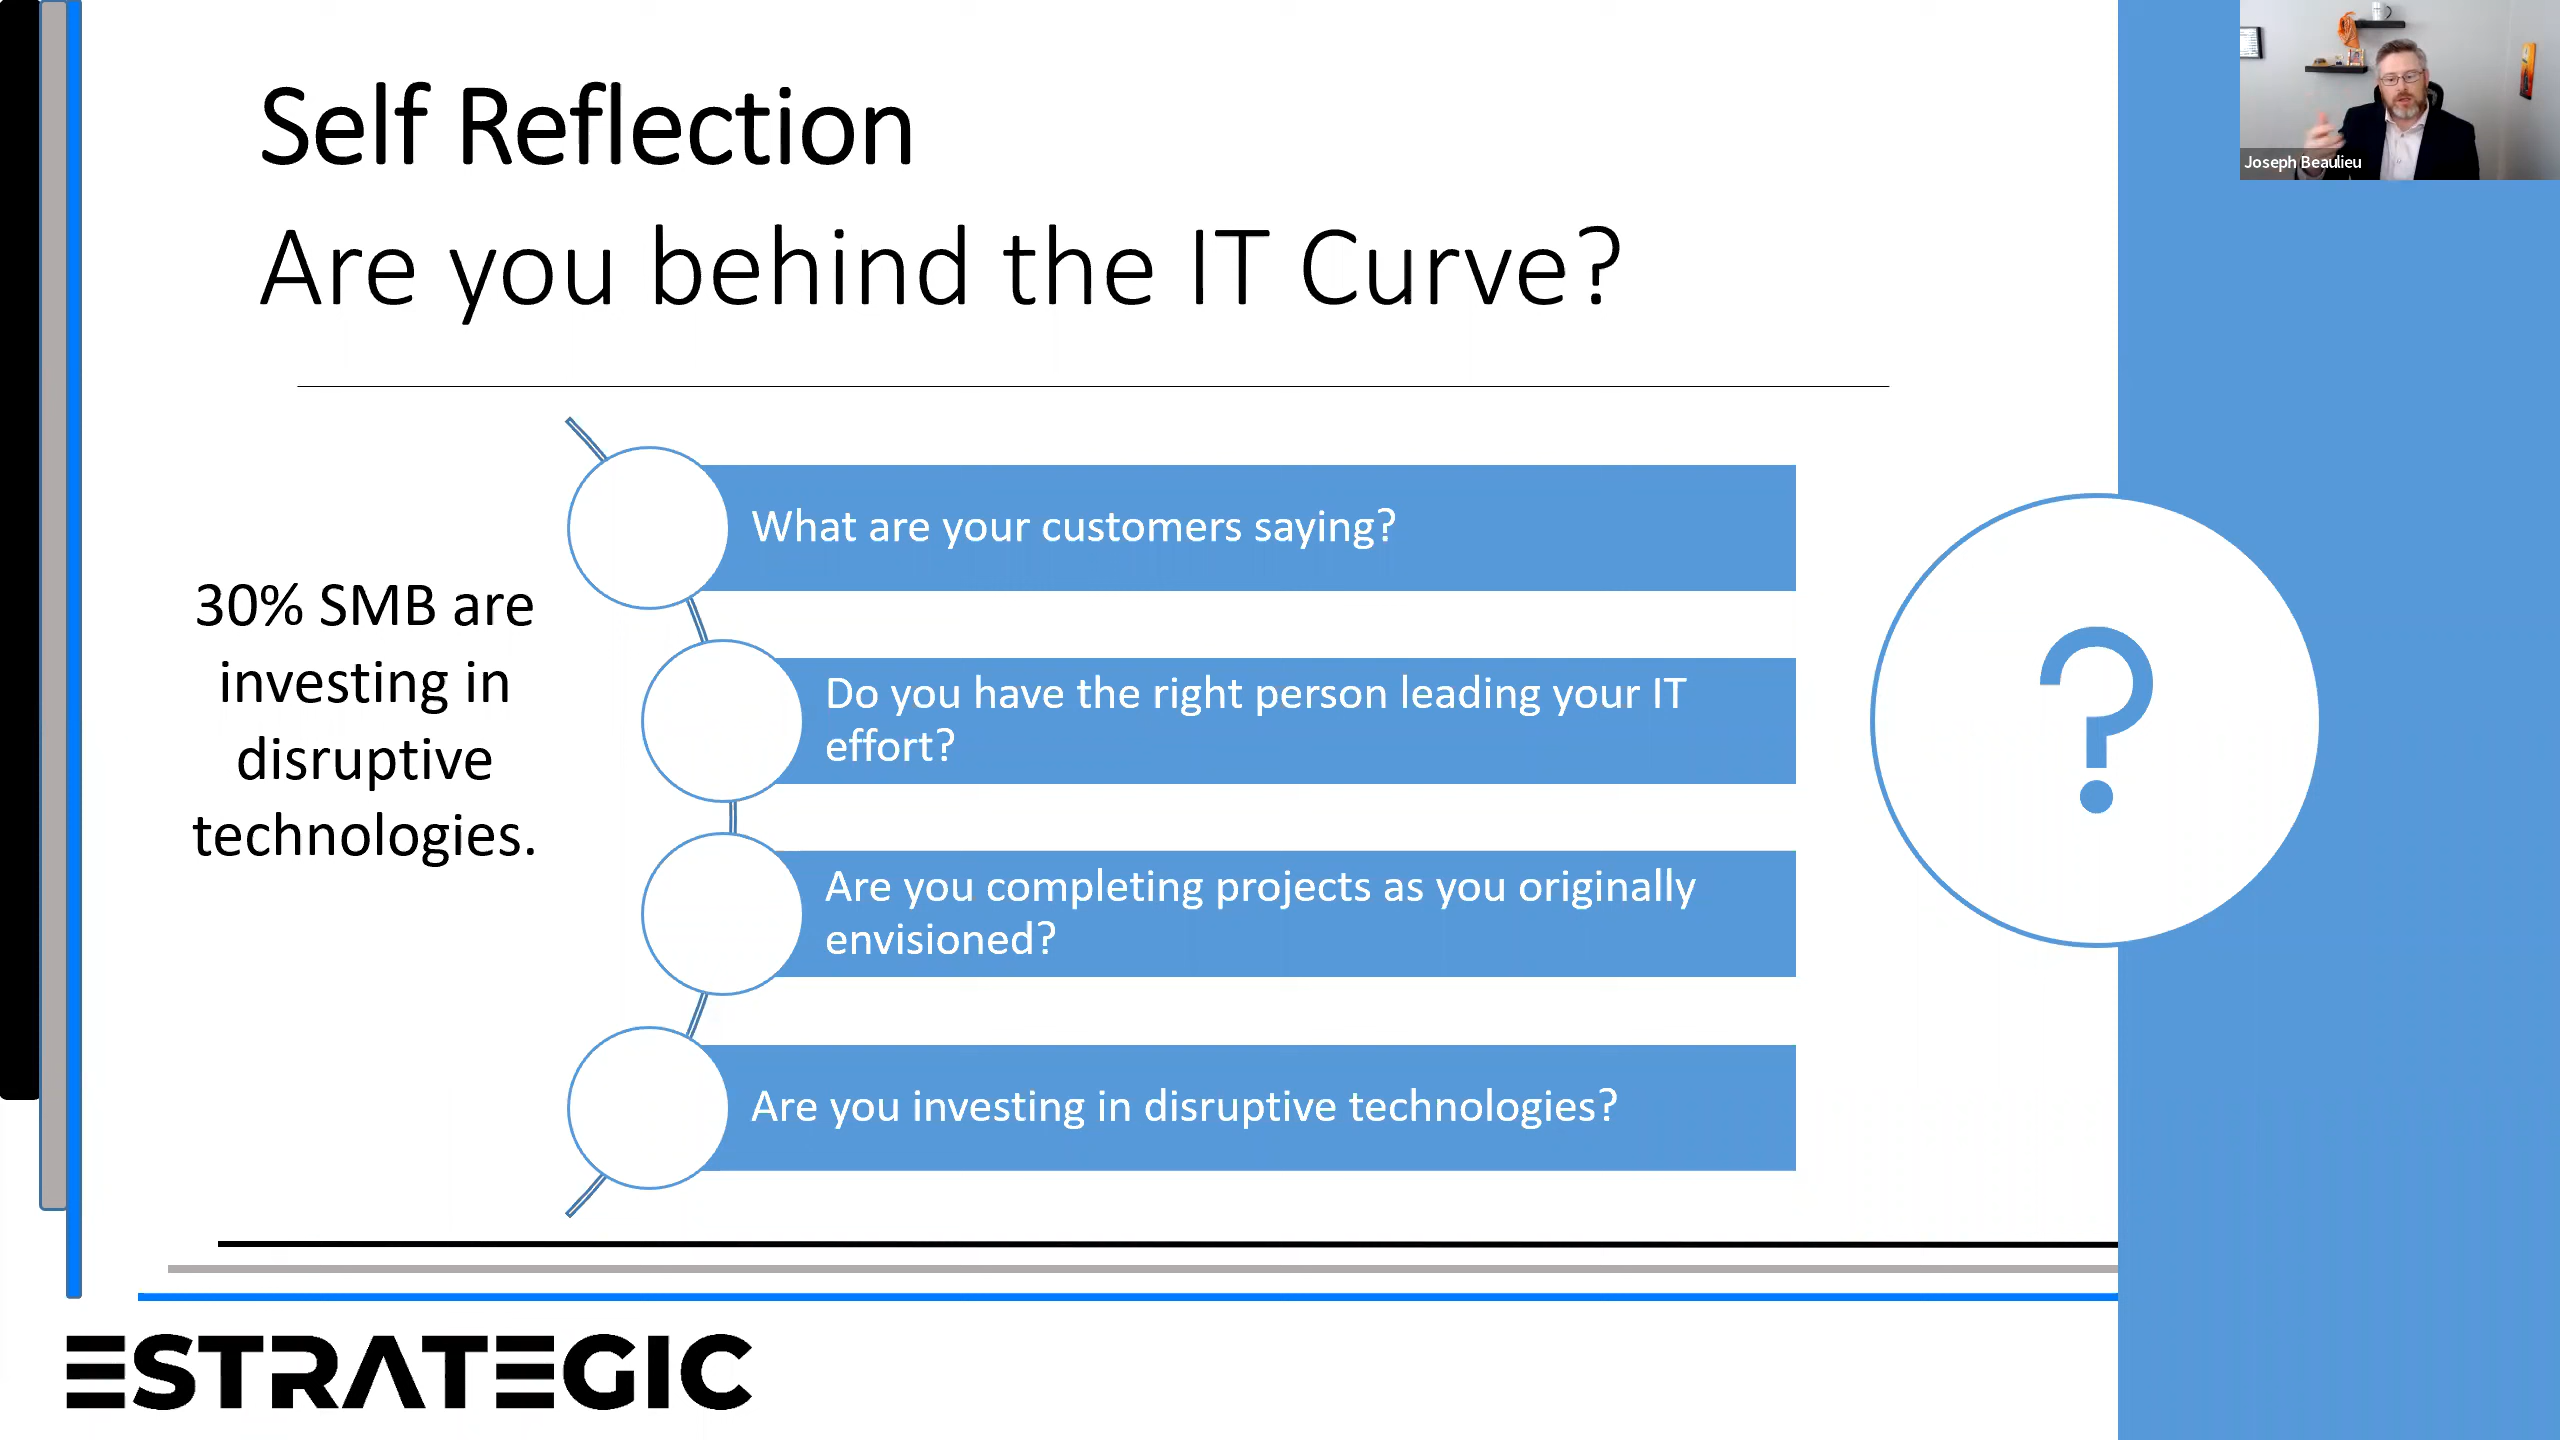 Self Reflection
Are you behind the IT Curve?
Joseph Beaulieu
30% SMB are
investing in
disruptive
technologies.
What are your customers saying?
Do you have the right person leading your IT
effort?
Are you completing projects as you originally
envisioned?
Are you investing in disruptive technologies?
?
ESTRATEGIC